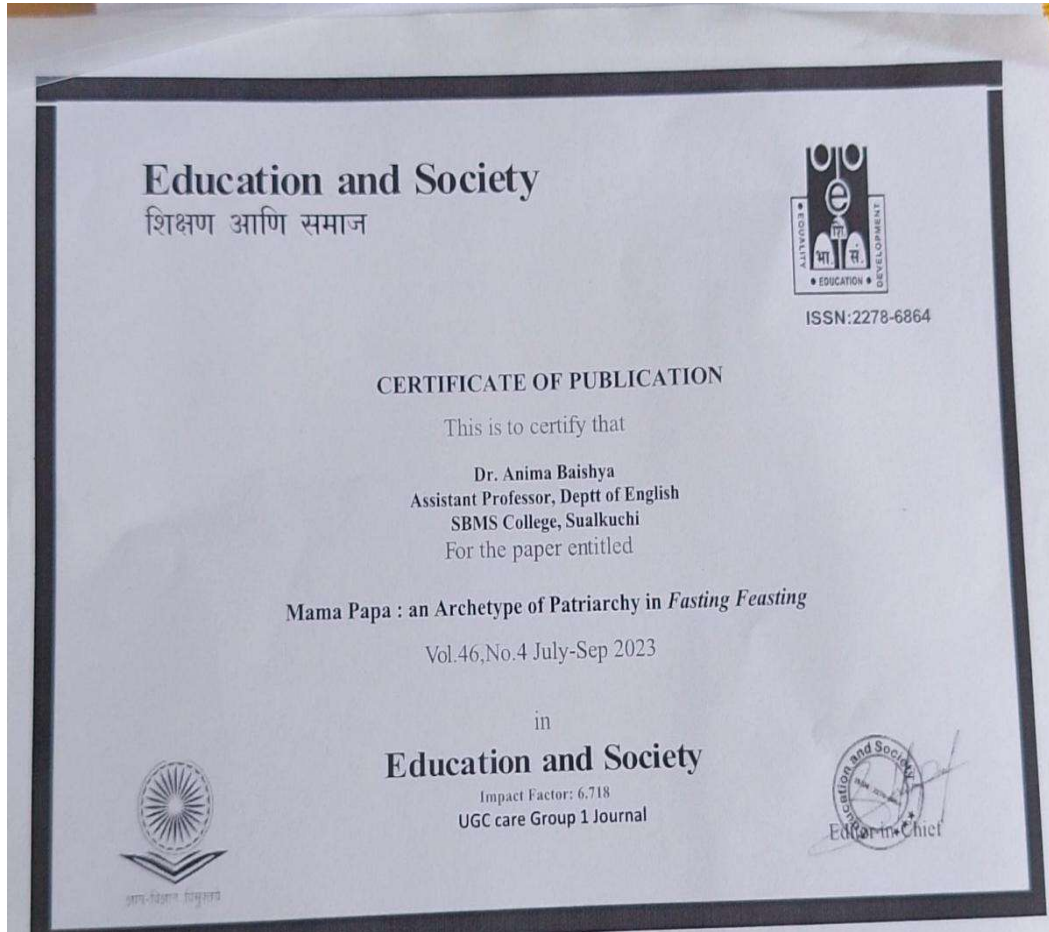 Education and Society
शिक्षण आणि समाज
e
शि.
भा. सं.
• EQUALITY
• EDUCATION •
DEVELOPMENT
ISSN:2278-6864
CERTIFICATE OF PUBLICATION
This is to certify that
Dr. Anima Baishya
Assistant Professor, Deptt of English
SBMS College, Sualkuchi
For the paper entitled
Mama Papa : an Archetype of Patriarchy in Fasting Feasting
Vol.46,No.4 July-Sep 2023
in
Education and Society
Impact Factor: 6.718
UGC care Group 1 Journal
Education and Society
Editor-in-Chief
ज्ञान-विज्ञान विमुक्तये